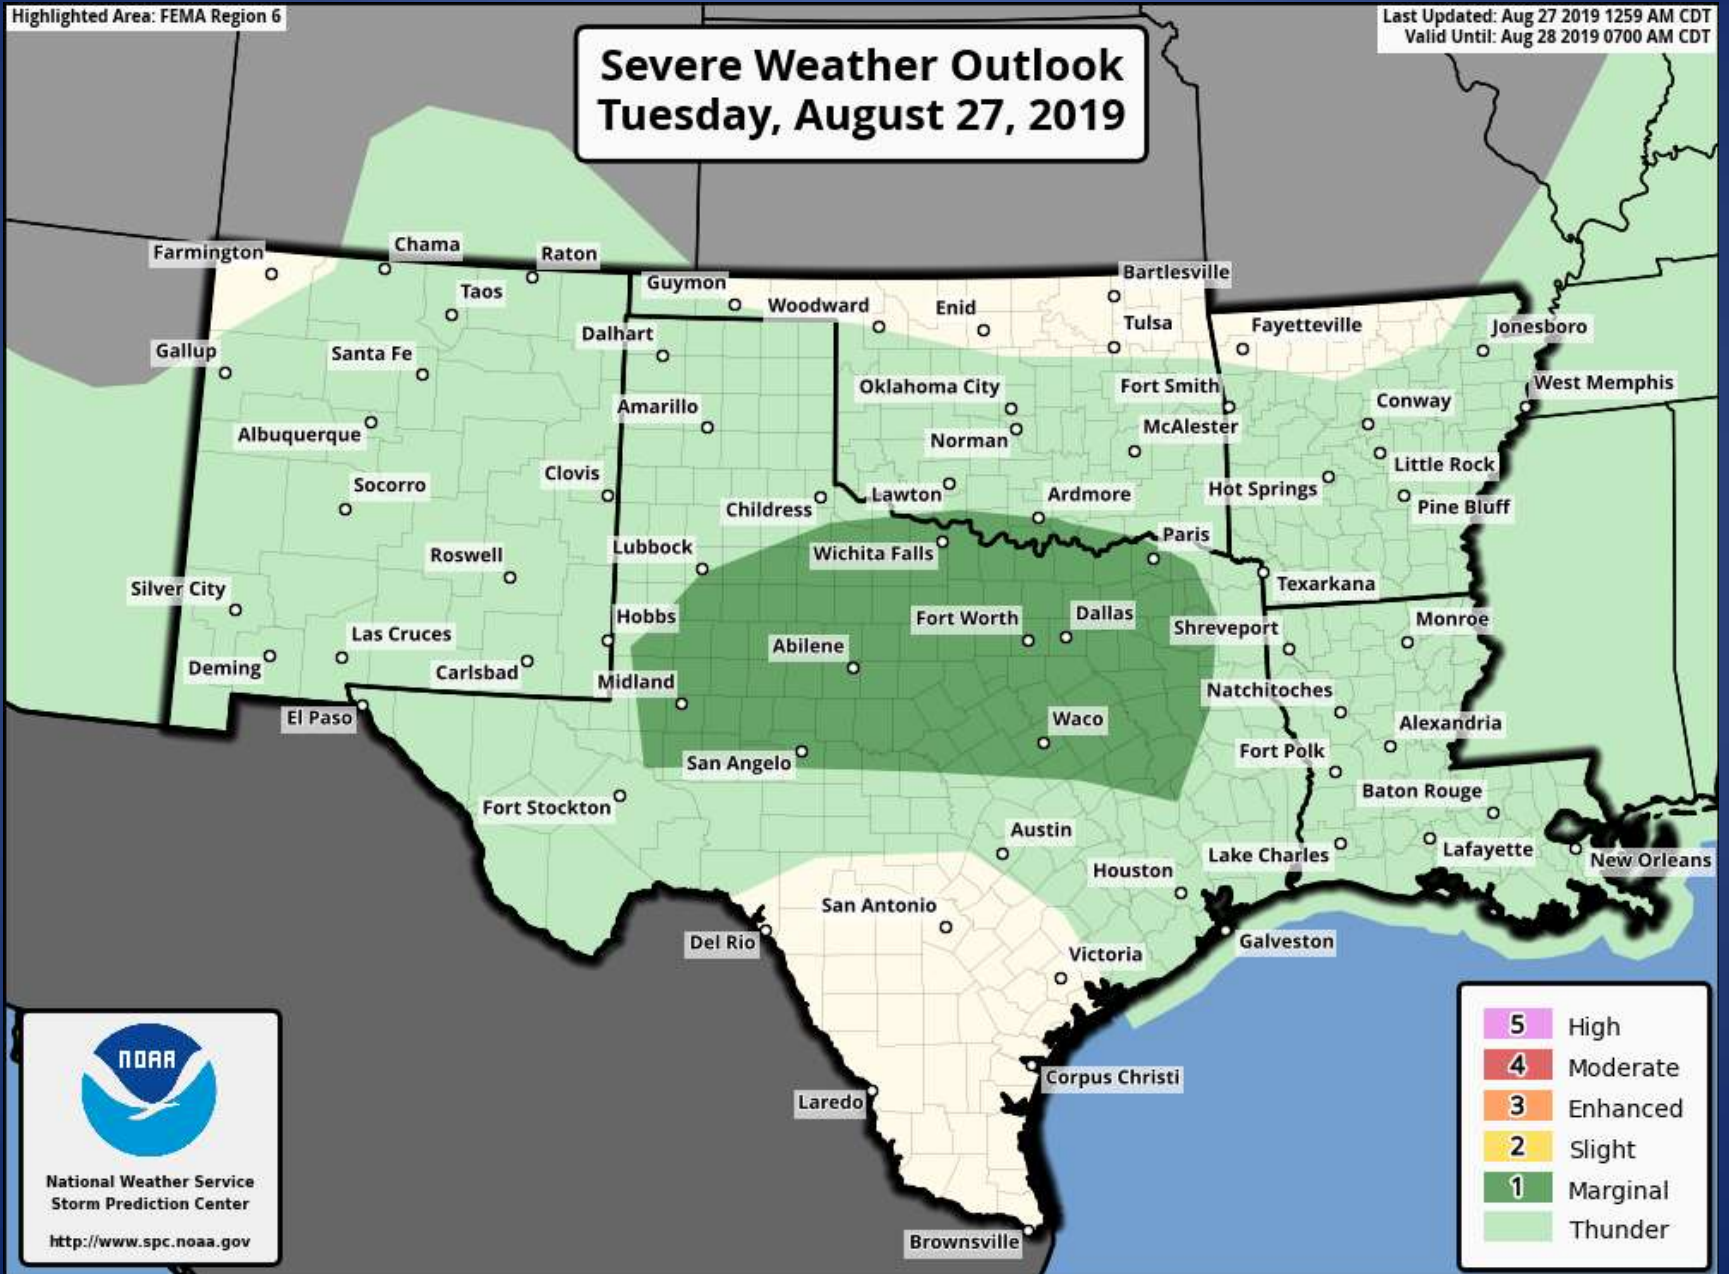 Highlighted Area: FEMA Region 6
Last Updated: Aug 27 2019 1259 AM CDT
Valid Until: Aug 28 2019 0700 AM CDT
Severe Weather Outlook
Tuesday, August 27, 2019
Farmington
Chama
Raton
Guymon
Bartlesville
Taos
Woodward
Enid
Tulsa
Fayetteville
Jonesboro
Gallup
Santa Fe
Dalhart
Oklahoma City
Fort Smith
West Memphis
Amarillo
Conway
Albuquerque
Norman
McAlester
Little Rock
Socorro
Clovis
Childress
Lawton
Ardmore
Hot Springs
Pine Bluff
Roswell
Lubbock
Wichita Falls
Paris
Silver City
Texarkana
Hobbs
Fort Worth
Dallas
Shreveport
Monroe
Las Cruces
Abilene
Deming
Carlsbad
Midland
Natchitoches
El Paso
Waco
Alexandria
San Angelo
Fort Polk
Fort Stockton
Baton Rouge
Austin
Lake Charles
Lafayette
New Orleans
Houston
San Antonio
Del Rio
Galveston
Victoria
Corpus Christi
Laredo
Brownsville
NOAA
National Weather Service
Storm Prediction Center
http://www.spc.noaa.gov
5 High
4 Moderate
3 Enhanced
2 Slight
1 Marginal
Thunder